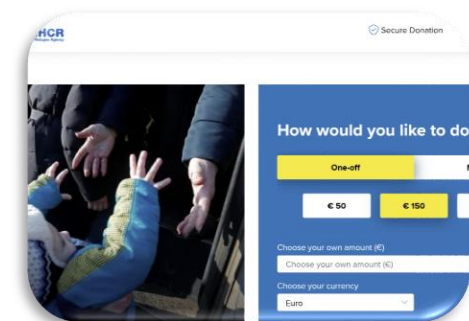 HCR
Secure Donation
How would you like to do
One-off
€ 50
€ 150
Choose your own amount (€)
Choose your own amount (€)
Choose your currency
Euro